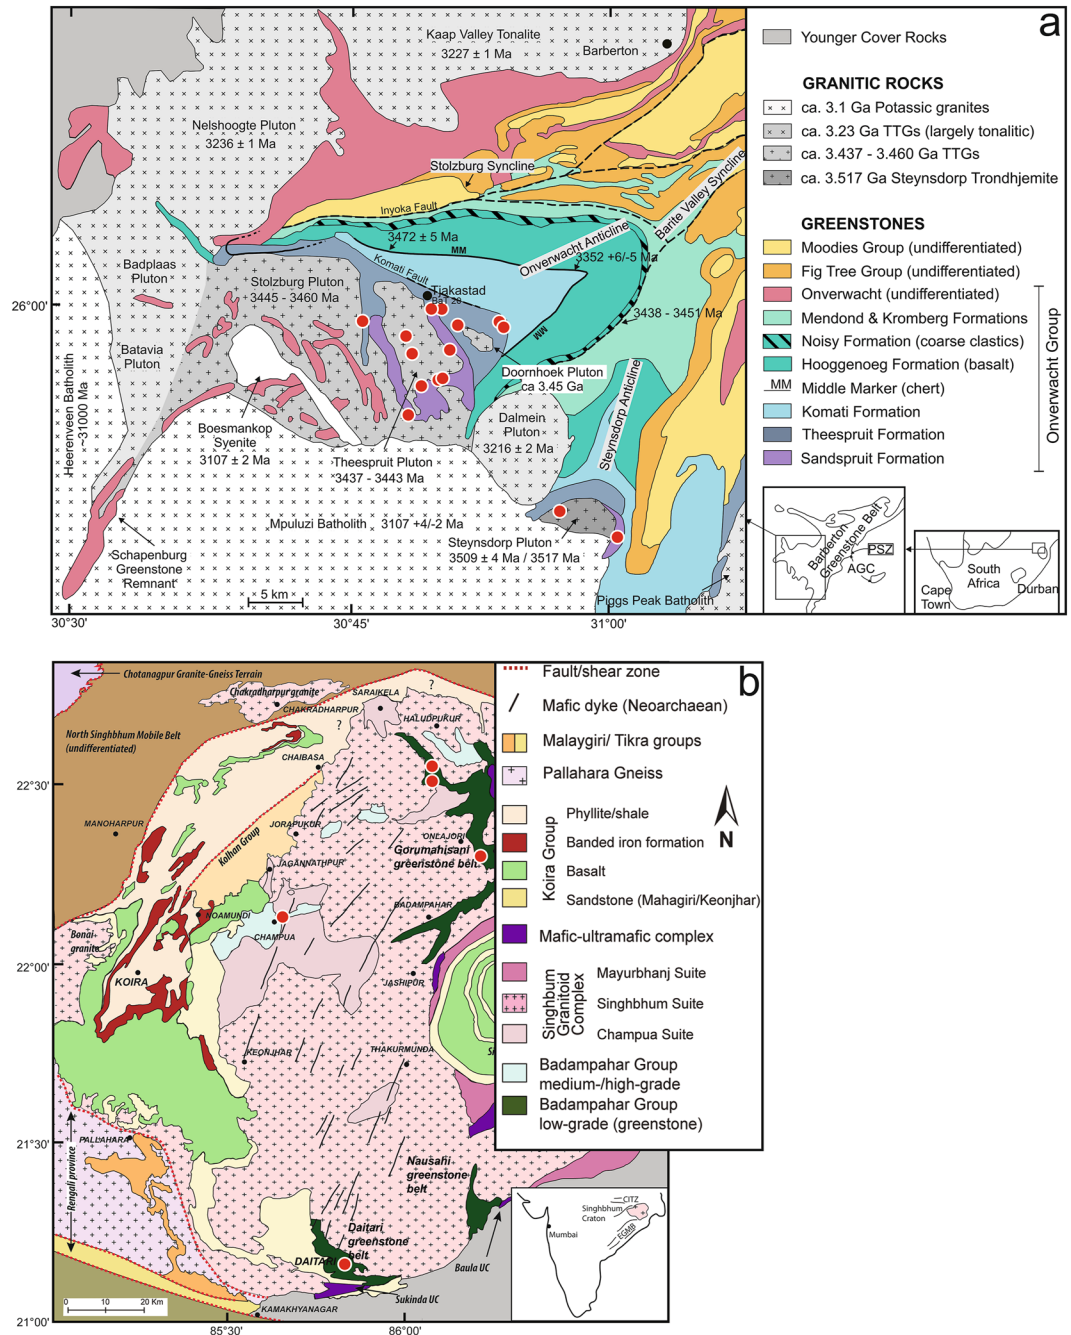 a
Kaap Valley Tonalite
3227 ± 1 Ma
Barberton
Nelshoogte Pluton
3236 ± 1 Ma
Stolzburg Syncline
Inyoka Fault
Barite Valley Syncline
3472 ± 5 Ma
MM
Onverwacht Anticline
3352 +6/-5 Ma
Komati Fault
Badplaas
Pluton
Stolzburg Pluton
3445 - 3460 Ma
Tjakastad
BaT 20
26°00'
3438 - 3451 Ma
MM
Batavia
Pluton
Doornhoek Pluton
ca 3.45 Ga
Heerenveen Batholith
~31000 Ma
Boesmankop
Syenite
3107 ± 2 Ma
Dalmein
Pluton
3216 ± 2 Ma
Steynsdorp Anticline
Theespruit Pluton
3437 - 3443 Ma
Mpuluzi Batholith 3107 +4/-2 Ma
Steynsdorp Pluton
3509 ± 4 Ma / 3517 Ma
Schapenburg
Greenstone
Remnant
5 km
Piggs Peak Batholith
30°30'
30°45'
31°00'
Younger Cover Rocks
GRANITIC ROCKS
ca. 3.1 Ga Potassic granites
ca. 3.23 Ga TTGs (largely tonalitic)
ca. 3.437 - 3.460 Ga TTGs
ca. 3.517 Ga Steynsdorp Trondhjemite
GREENSTONES
Moodies Group (undifferentiated)
Fig Tree Group (undifferentiated)
Onverwacht (undifferentiated)
Mendond & Kromberg Formations
Noisy Formation (coarse clastics)
Hooggenoeg Formation (basalt)
MM Middle Marker (chert)
Komati Formation
Theespruit Formation
Sandspruit Formation
Onverwacht Group
Barberton
Greenstone Belt
PSZ
AGC
South
Africa
Cape
Town
Durban
b
Chotanagpur Granite-Gneiss Terrain
Chakradharpur granite
SARAIKELA
?
CHAKRADHARPUR
HALUDPUKUR
North Singhbhum Mobile Belt
(undifferentiated)
?
CHAIBASA
22°30'
MANOHARPUR
JORAPUKUR
Kolhan Group
ONLAJORI
Gorumahisani
greenstone belt
JAGANNATHPUR
NOAMUNDI
BADAMPAHAR
CHAMPUA
Bonai-
granite
22°00'
KOIRA
JASHIPUR
KEONJHAR
THAKURMUNDA
Si
21°30'
PALLAHARA
Rengali province
Nausahi
greenstone
belt
Daitari
greenstone
belt
DAITARI
Baula UC
Sukinda UC
KAMAKHYANAGAR
0 10 20 Km
21°00'
85°30'
86°00'
Fault/shear zone
Mafic dyke (Neoarchaean)
Malaygiri/ Tikra groups
Pallahara Gneiss
Koira Group
Phyllite/shale
Banded iron formation
Basalt
Sandstone (Mahagiri/Keonjhar)
N
Mafic-ultramafic complex
Singhbum
Granitoid
Complex
Mayurbhanj Suite
Singhbhum Suite
Champua Suite
Badampahar Group
medium-/high-grade
Badampahar Group
low-grade (greenstone)
CITZ
Singhbhum
Craton
EGMB
Mumbai